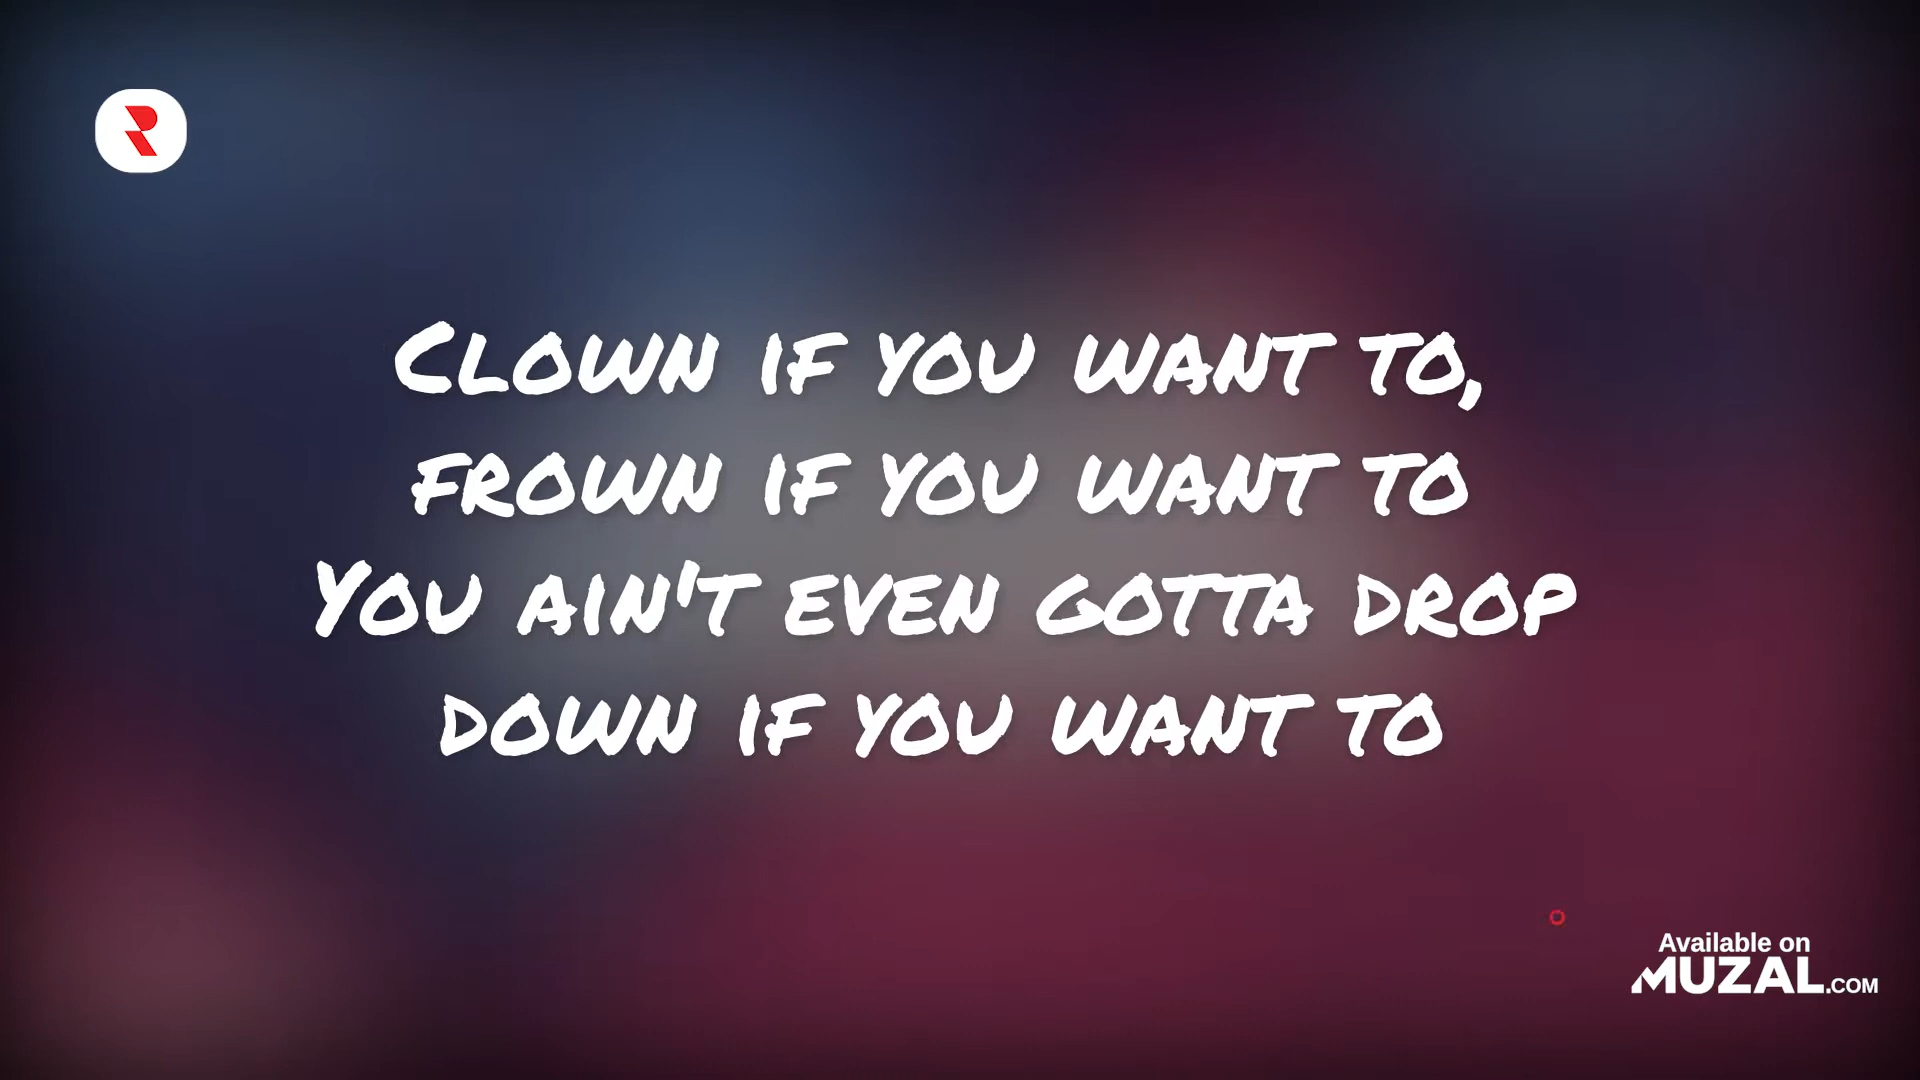 R
Clown if you want to,
frown if you want to
You ain't even gotta drop
down if you want to
Available on
MUZAL.COM